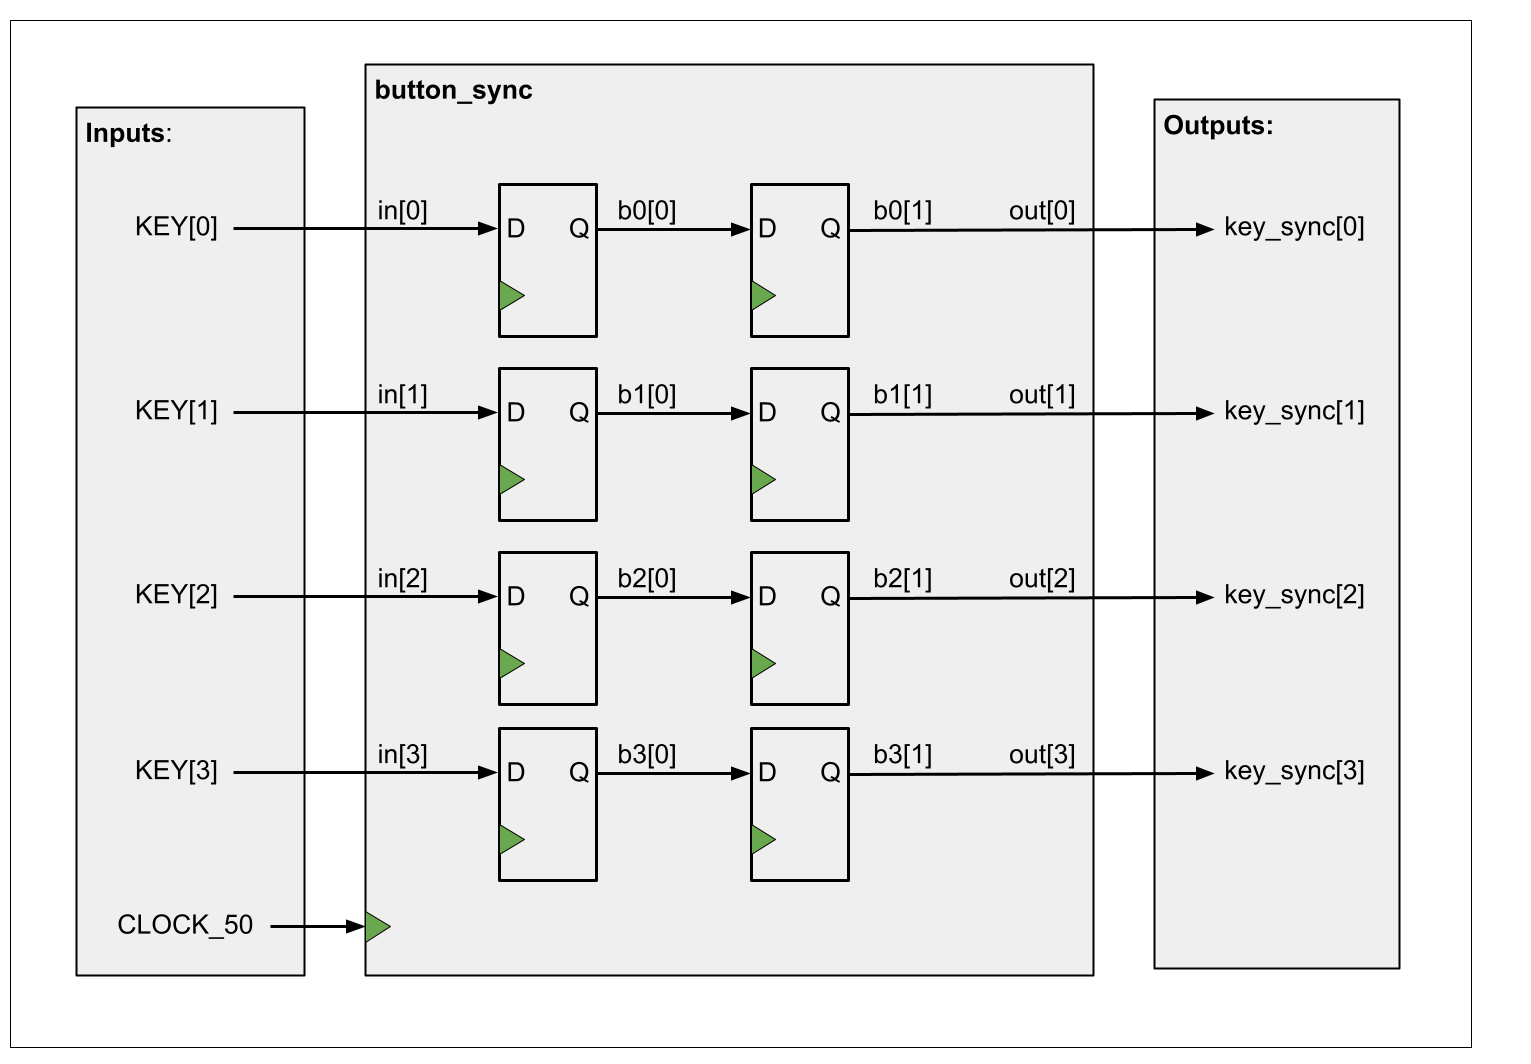 button_sync
Inputs:
Outputs:
KEY[0] in[0] D Q b0[0] D Q b0[1] out[0] key_sync[0]
KEY[1] in[1] D Q b1[0] D Q b1[1] out[1] key_sync[1]
KEY[2] in[2] D Q b2[0] D Q b2[1] out[2] key_sync[2]
KEY[3] in[3] D Q b3[0] D Q b3[1] out[3] key_sync[3]
CLOCK_50